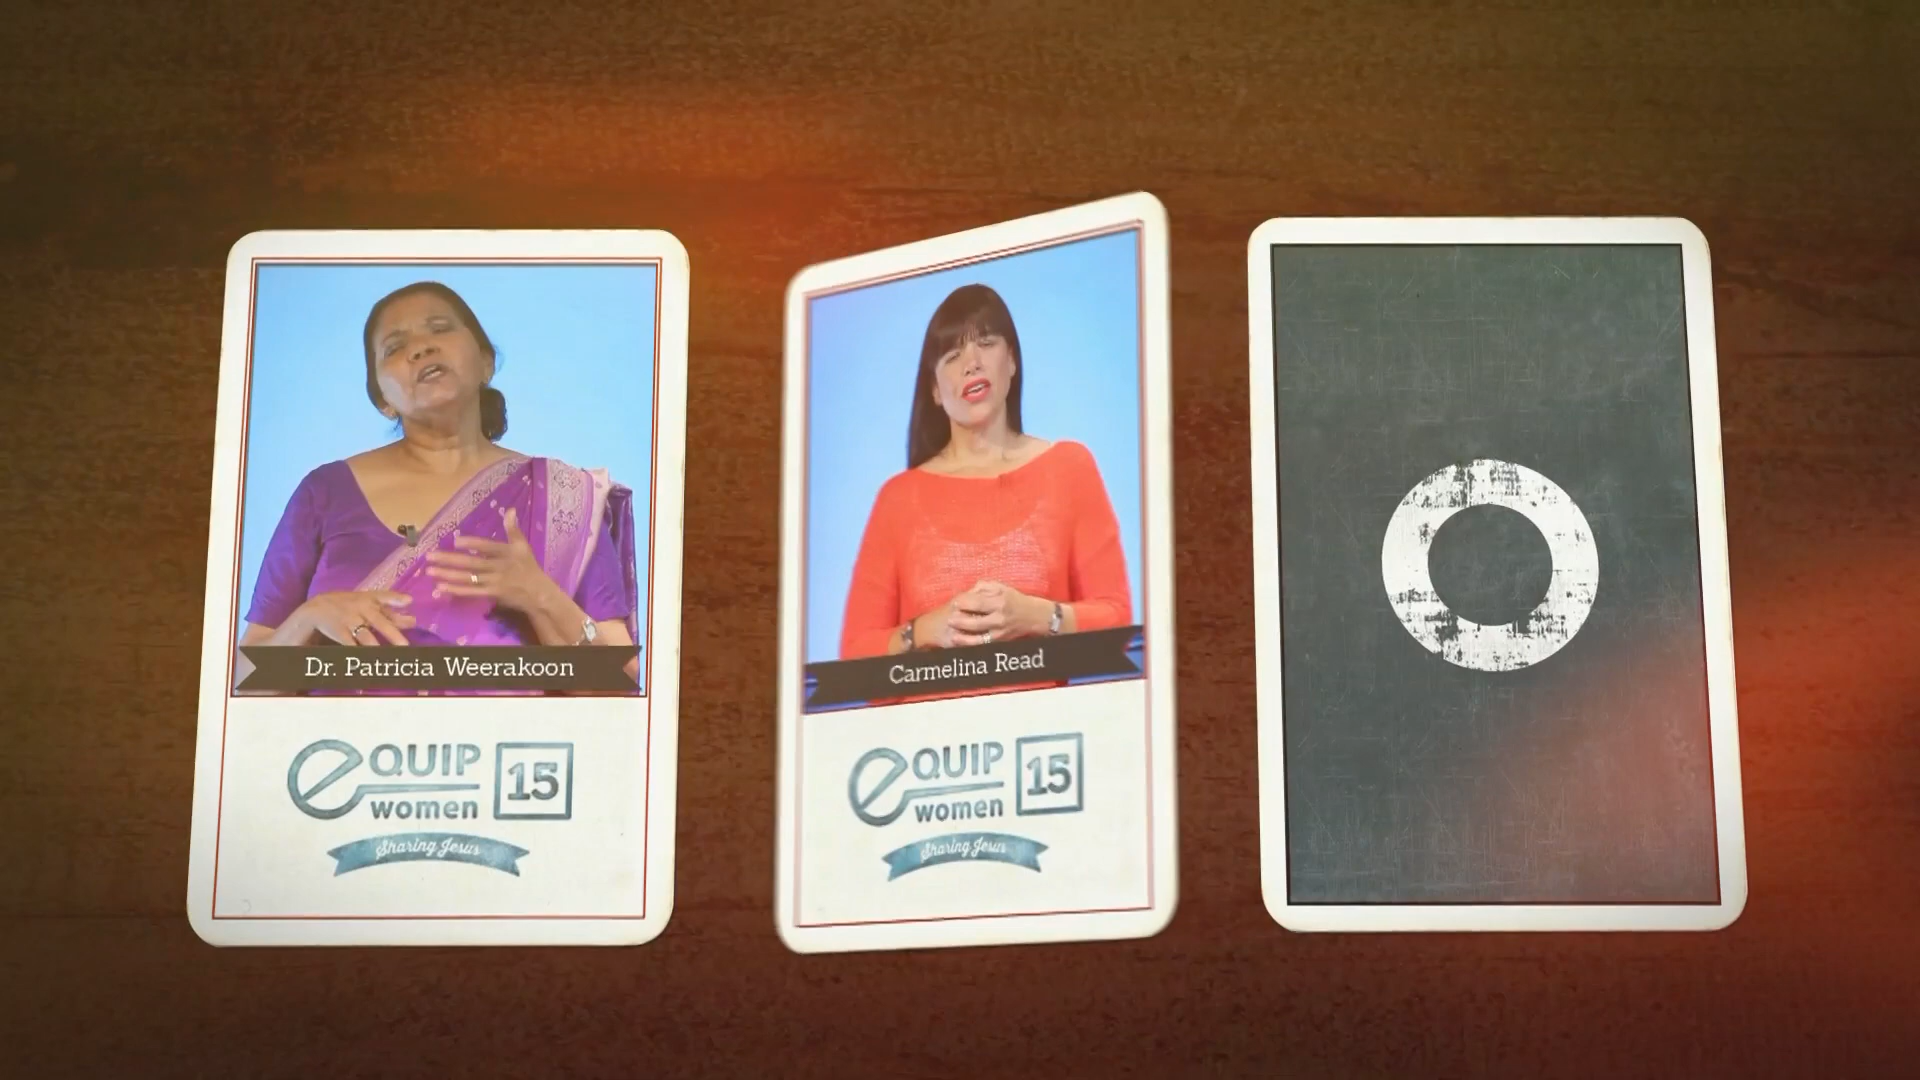 Dr. Patricia Weerakoon
eQUIP
women
15
Sharing Jesus
Carmelina Read
eQUIP
women
15
Sharing Jesus